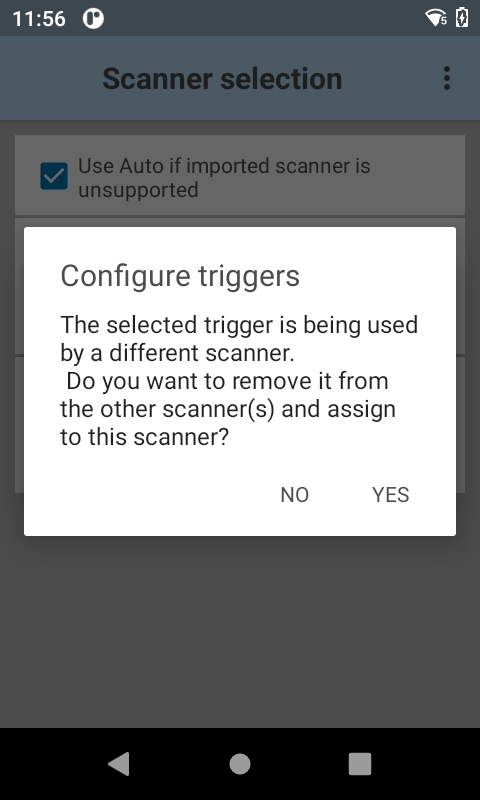 11:56
5
Scanner selection
Use Auto if imported scanner is
unsupported
Configure triggers
The selected trigger is being used
by a different scanner.
Do you want to remove it from
the other scanner(s) and assign
to this scanner?
NO
YES